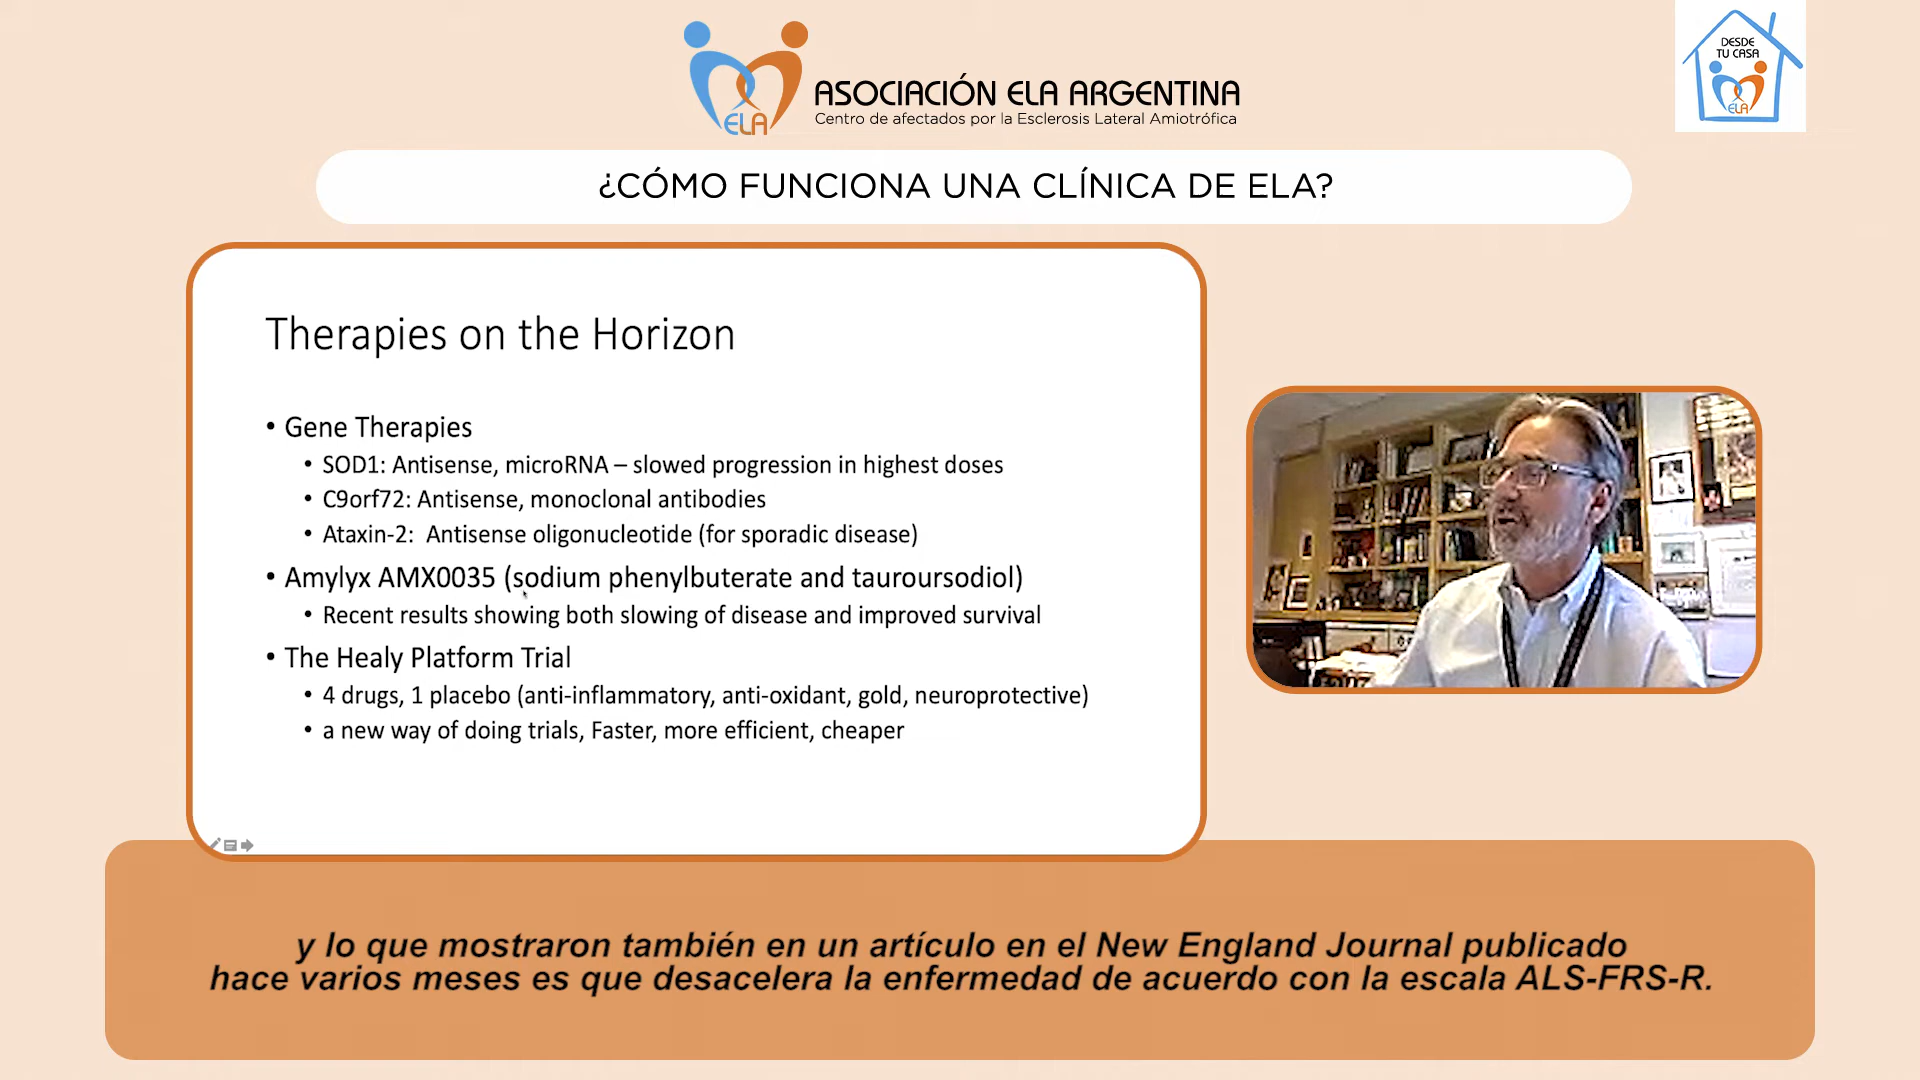 ELA
ASOCIACIÓN ELA ARGENTINA
Centro de afectados por la Esclerosis Lateral Amiotrófica
DESDE
TU CASA
ELA
¿CÓMO FUNCIONA UNA CLÍNICA DE ELA?
Therapies on the Horizon
• Gene Therapies
• SOD1: Antisense, microRNA – slowed progression in highest doses
• C9orf72: Antisense, monoclonal antibodies
• Ataxin-2: Antisense oligonucleotide (for sporadic disease)
• Amylyx AMX0035 (sodium phenylbuterate and tauroursodiol)
• Recent results showing both slowing of disease and improved survival
• The Healy Platform Trial
• 4 drugs, 1 placebo (anti-inflammatory, anti-oxidant, gold, neuroprotective)
• a new way of doing trials, Faster, more efficient, cheaper
y lo que mostraron también en un artículo en el New England Journal publicado
hace varios meses es que desacelera la enfermedad de acuerdo con la escala ALS-FRS-R.